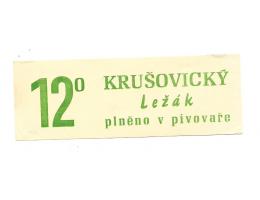 12°
KRUŠOVICKÝ
Ležák
plněno v pivovaře